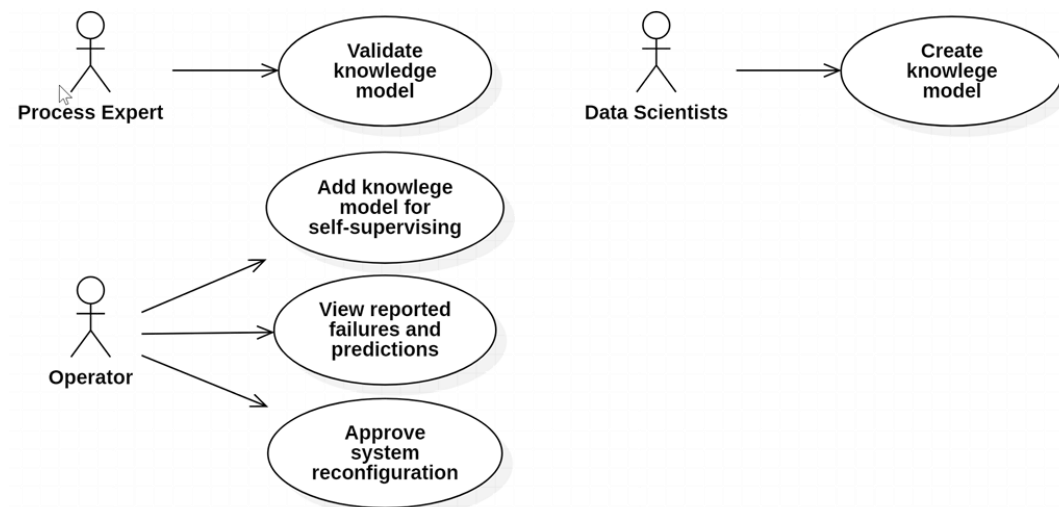 Validate
knowledge
model
Process Expert
Create
knowlege
model
Data Scientists
Add knowlege
model for
self-supervising
View reported
failures and
predictions
Approve
system
reconfiguration
Operator